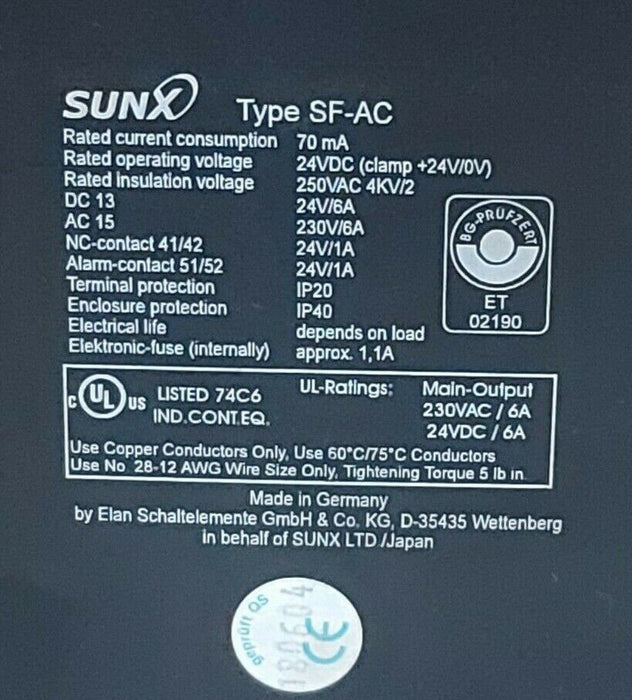 SUNX Type SF-AC
Rated current consumption 70 mA
Rated operating voltage 24VDC (clamp +24V/0V)
Rated Insulation voltage 250VAC 4KV/2
DC 13 24V/6A
AC 15 230V/6A
NC-contact 41/42 24V/1A
Alarm-contact 51/52 24V/1A
Terminal protection IP20
Enclosure protection IP40
Electrical life depends on load
Elektronic-fuse (internally) approx. 1,1A
BG-PRÜFZERT
ET
02190
C UL US LISTED 74C6
IND.CONT.EQ.
UL-Ratings: Main-Output
230VAC / 6A
24VDC / 6A
Use Copper Conductors Only, Use 60°C/75°C Conductors
Use No 28-12 AWG Wire Size Only, Tightening Torque 5 lb in
Made in Germany
by Elan Schaltelemente GmbH & Co. KG, D-35435 Wettenberg
in behalf of SUNX LTD /Japan
geprüft QS
180604
CE